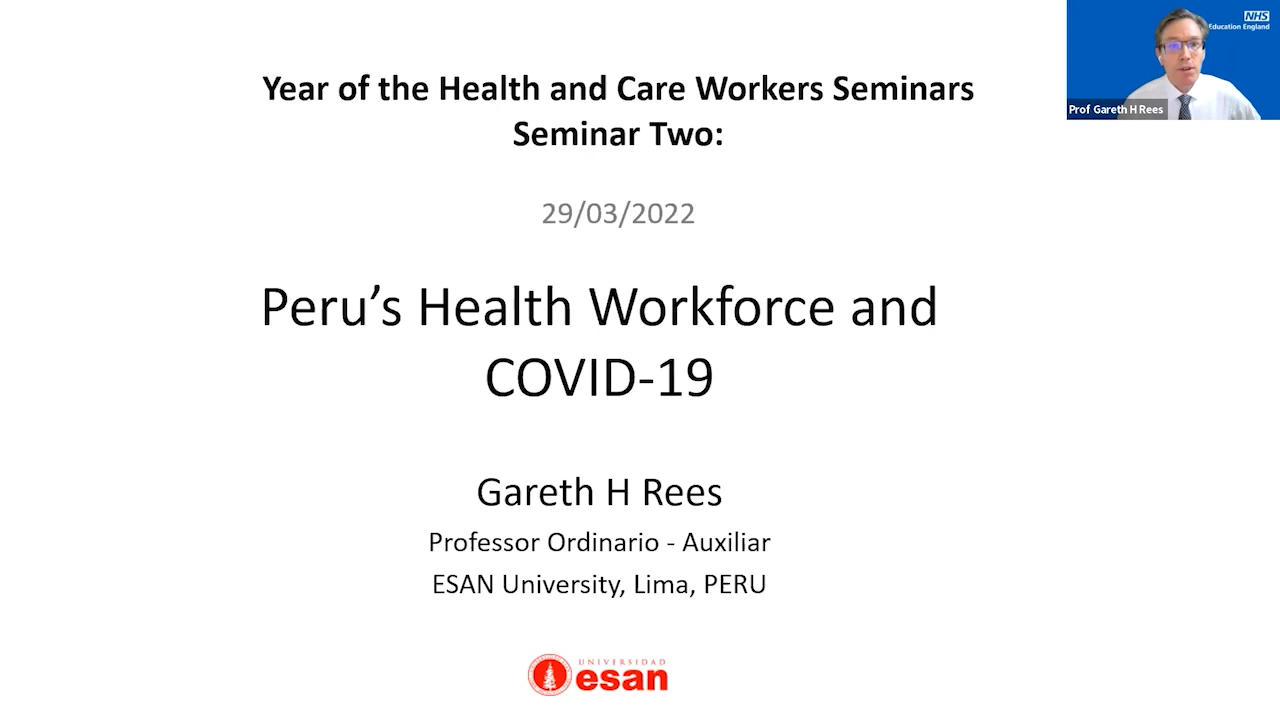 NHS
Education England
Prof Gareth H Rees
Year of the Health and Care Workers Seminars
Seminar Two:
29/03/2022
Peru’s Health Workforce and
COVID-19
Gareth H Rees
Professor Ordinario - Auxiliar
ESAN University, Lima, PERU
UNIVERSIDAD
esan